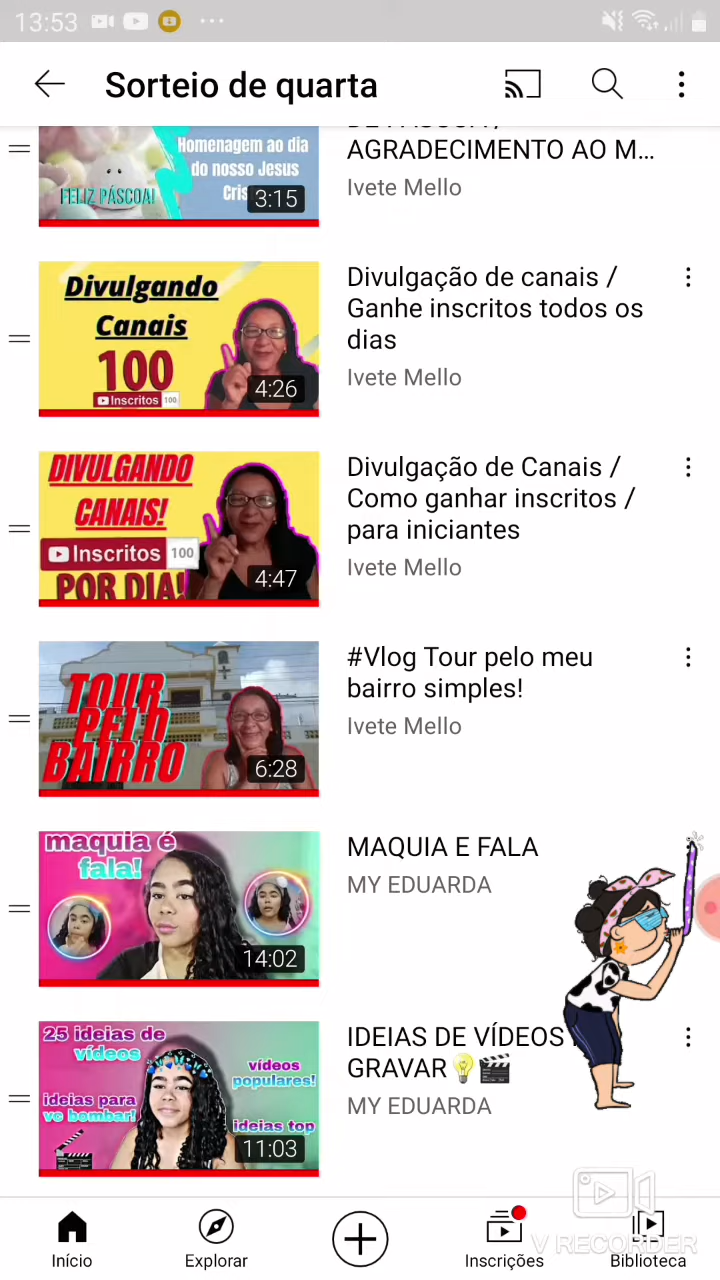 13:53
Sorteio de quarta
Homenagem ao dia
do nosso Jesus
Cris
FELIZ PÁSCOA!
3:15
DE PÁSCOA /
AGRADECIMENTO AO M...
Ivete Mello
Divulgando
Canais
100
Inscritos 100
4:26
Divulgação de canais /
Ganhe inscritos todos os
dias
Ivete Mello
DIVULGANDO
CANAIS!
Inscritos 100
POR DIA!
4:47
Divulgação de Canais /
Como ganhar inscritos /
para iniciantes
Ivete Mello
TOUR
PELO
BAIRRO
6:28
#Vlog Tour pelo meu
bairro simples!
Ivete Mello
maquia é
fala!
14:02
MAQUIA E FALA
MY EDUARDA
25 ideias de
vídeos
vídeos
populares!
ideias para
vc bombar!
ideias top
11:03
IDEIAS DE VÍDEOS
GRAVAR💡🎬
MY EDUARDA
V RECORDER
Início
Explorar
Inscrições
Biblioteca